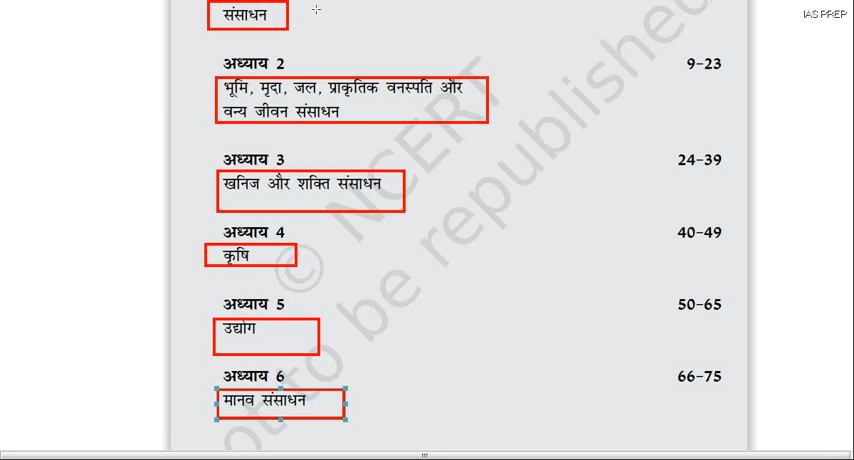 संसाधन
IAS PREP
अध्याय 2 9-23
भूमि, मृदा, जल, प्राकृतिक वनस्पति और
वन्य जीवन संसाधन
अध्याय 3 24-39
खनिज और शक्ति संसाधन
अध्याय 4 40-49
कृषि
अध्याय 5 50-65
उद्योग
अध्याय 6 66-75
मानव संसाधन
© NCERT
not to be republished